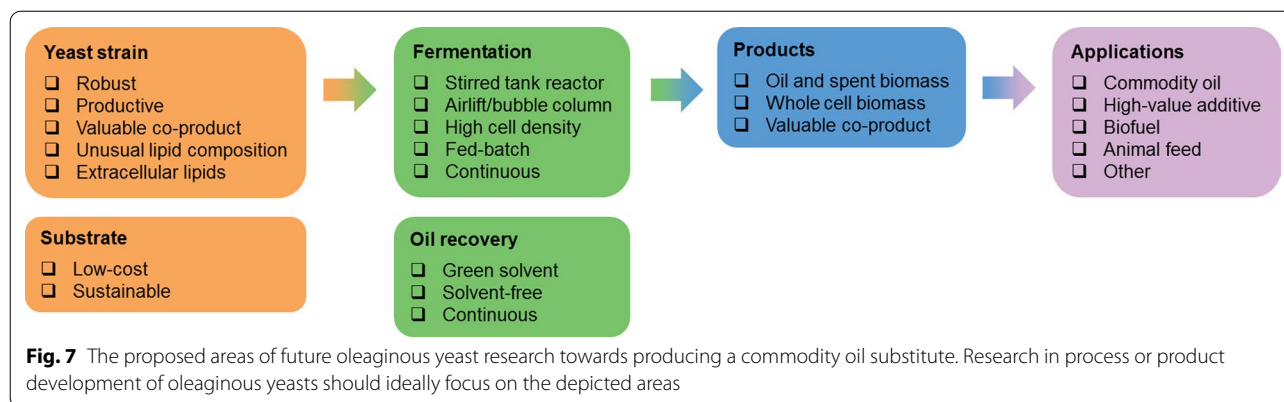 Yeast strain
❑ Robust
❑ Productive
❑ Valuable co-product
❑ Unusual lipid composition
❑ Extracellular lipids
Substrate
❑ Low-cost
❑ Sustainable
Fermentation
❑ Stirred tank reactor
❑ Airlift/bubble column
❑ High cell density
❑ Fed-batch
❑ Continuous
Oil recovery
❑ Green solvent
❑ Solvent-free
❑ Continuous
Products
❑ Oil and spent biomass
❑ Whole cell biomass
❑ Valuable co-product
Applications
❑ Commodity oil
❑ High-value additive
❑ Biofuel
❑ Animal feed
❑ Other
Fig. 7 The proposed areas of future oleaginous yeast research towards producing a commodity oil substitute. Research in process or product
development of oleaginous yeasts should ideally focus on the depicted areas